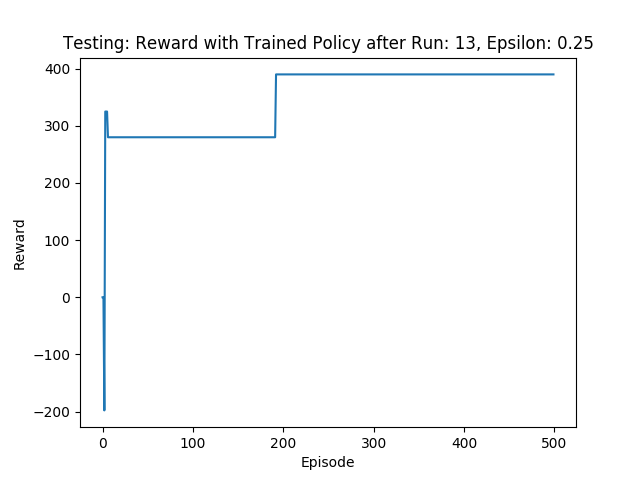 Testing: Reward with Trained Policy after Run: 13, Epsilon: 0.25
400
300
200
100
0
−100
−200
Reward
0 100 200 300 400 500
Episode